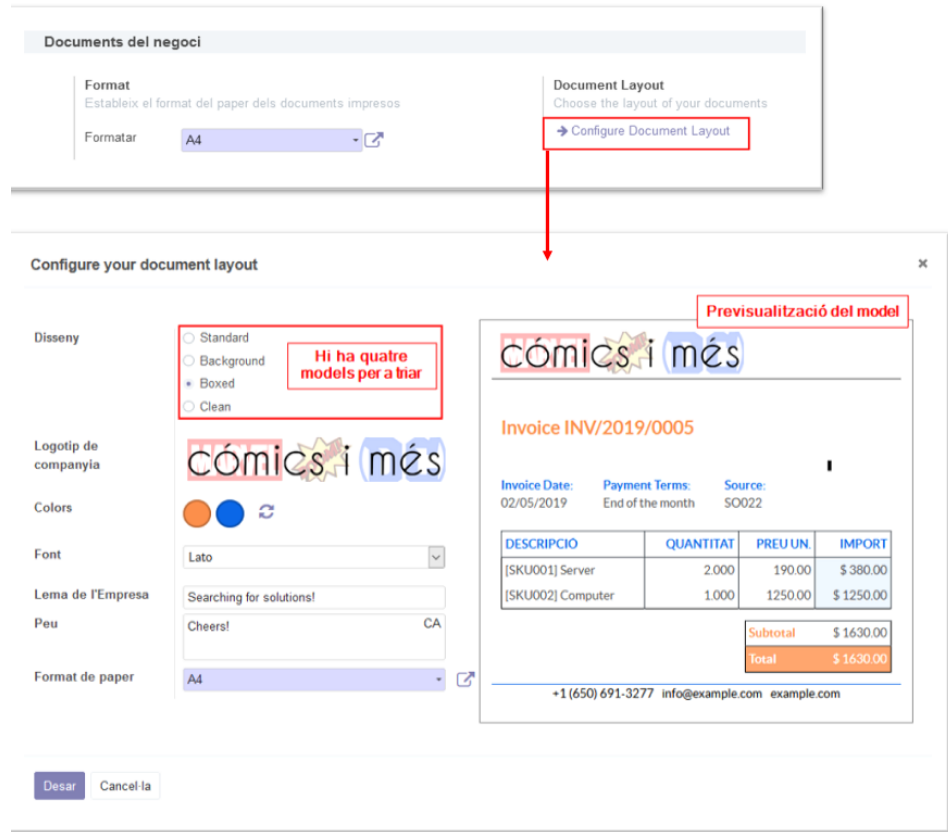 Documents del negoci
Format
Estableix el format del paper dels documents impresos
Formatar
A4
Document Layout
Choose the layout of your documents
Configure Document Layout
Configure your document layout
×
Disseny
Standard
Background
Boxed
Clean
Hi ha quatre
models per a triar
Logotip de
companyia
cómics i més
Colors
Font
Lato
Lema de l'Empresa
Searching for solutions!
Peu
Cheers!
CA
Format de paper
A4
Previsualització del model
cómics i més
Invoice INV/2019/0005
Invoice Date: Payment Terms: Source:
02/05/2019 End of the month SO022
DESCRIPCIO QUANTITAT PREU UN. IMPORT
[SKU001] Server 2.000 190.00 $ 380.00
[SKU002] Computer 1.000 1250.00 $ 1250.00
Subtotal $ 1630.00
Total $ 1630.00
+1 (650) 691-3277 info@example.com example.com
Desar
Cancel·la